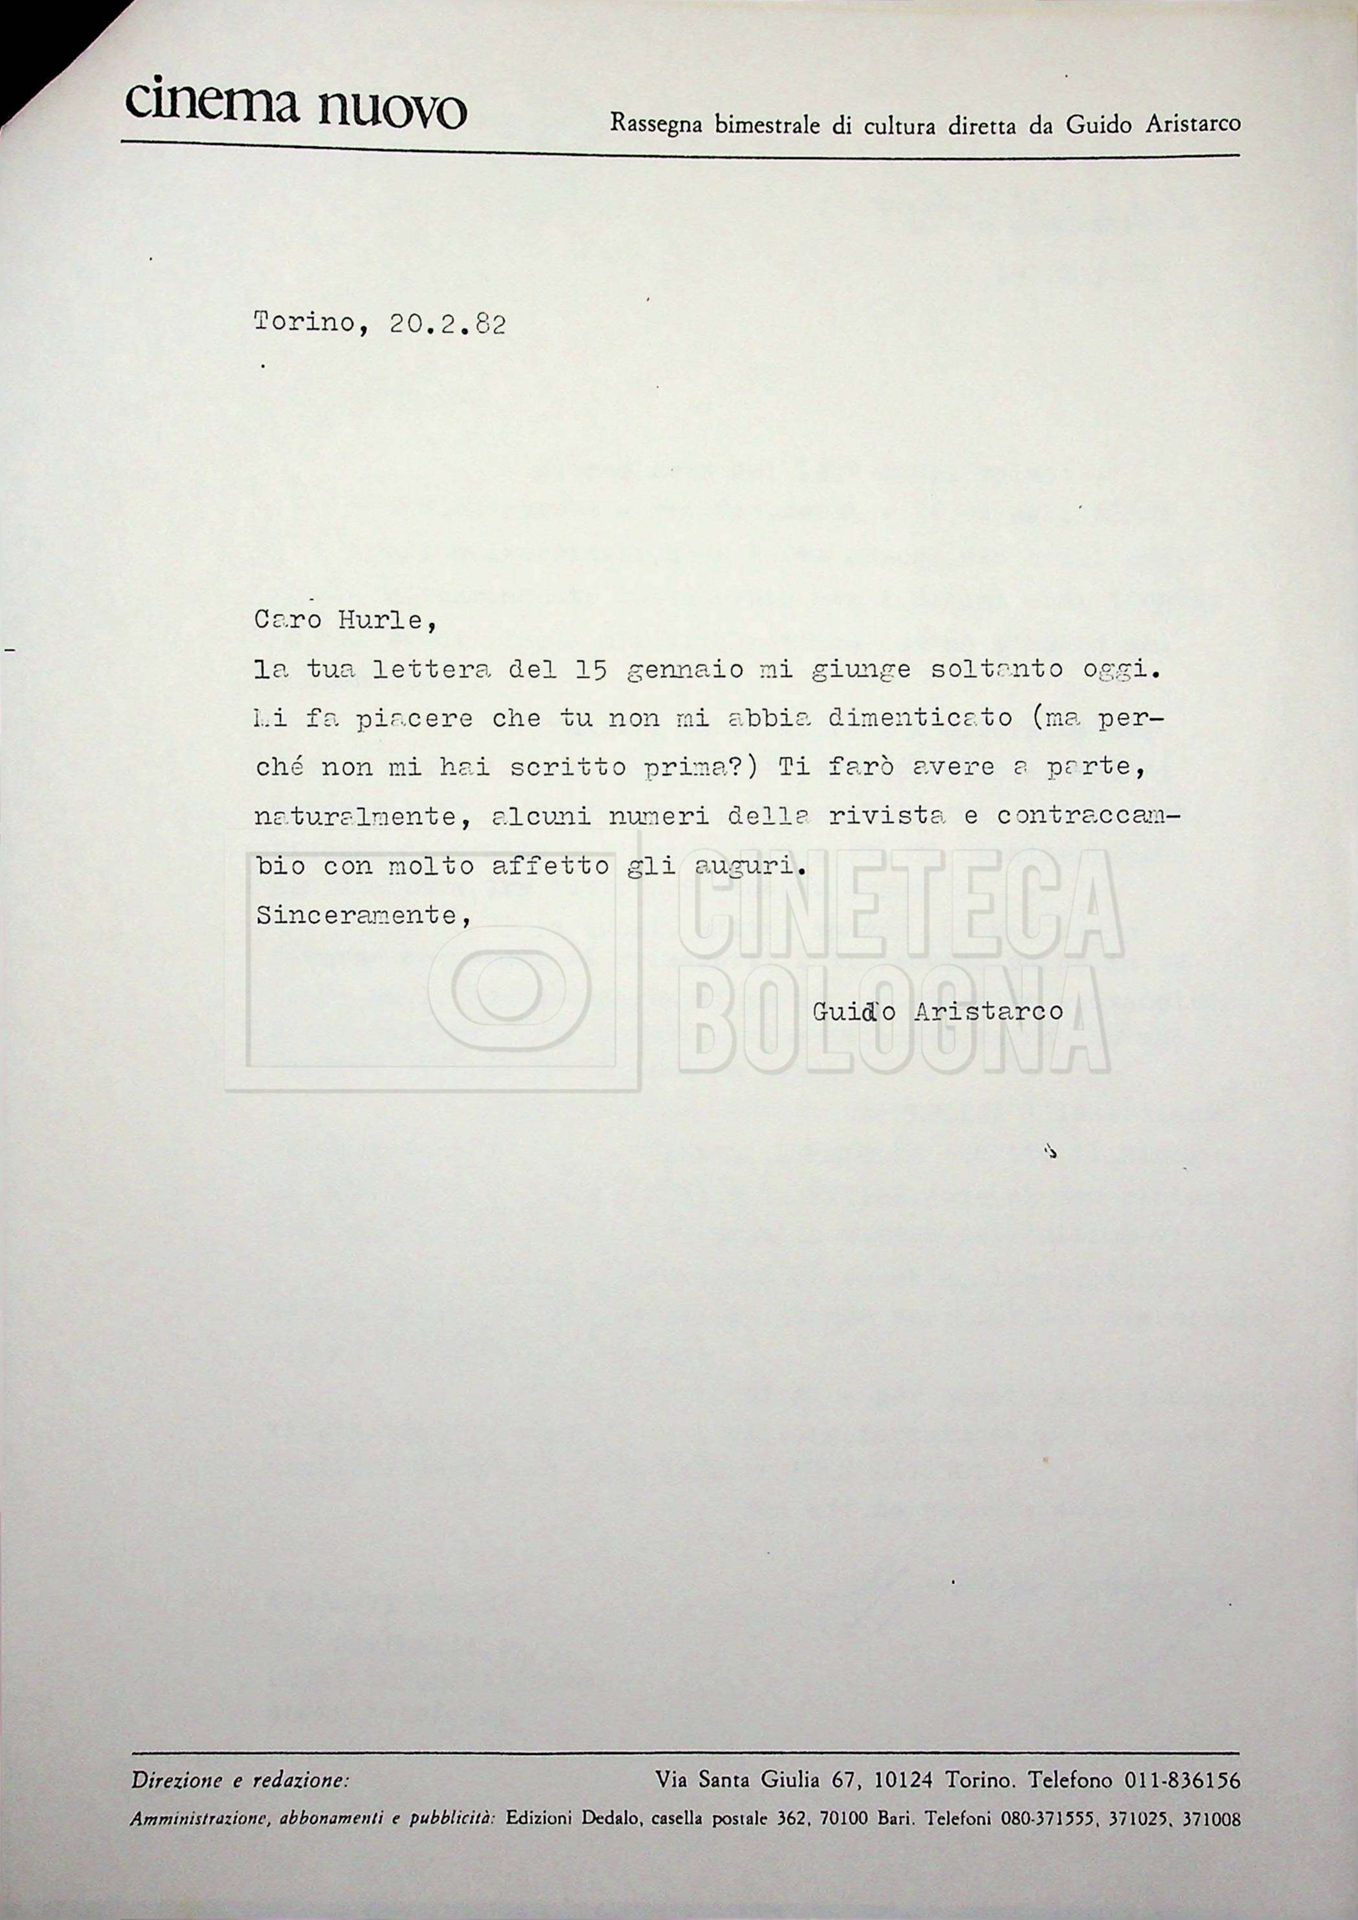 cinema nuovo
Rassegna bimestrale di cultura diretta da Guido Aristarco
Torino, 20.2.82
Caro Hurle,
la tua lettera del 15 gennaio mi giunge soltanto oggi.
Mi fa piacere che tu non mi abbia dimenticato (ma per-
ché non mi hai scritto prima?) Ti farò avere a parte,
naturalmente, alcuni numeri della rivista e contraccam-
bio con molto affetto gli auguri.
Sinceramente,
CINETECA
BOLOGNA
Guido Aristarco
Direzione e redazione: Via Santa Giulia 67, 10124 Torino. Telefono 011-836156
Amministrazione, abbonamenti e pubblicità: Edizioni Dedalo, casella postale 362, 70100 Bari. Telefoni 080-371555, 371025, 371008